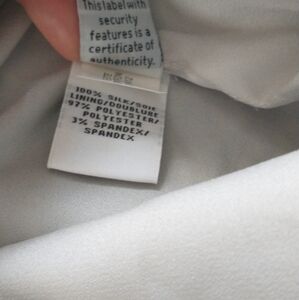 This label with
security
features is a
certificate of
authenticity.
100% SILK/SOIE
LINING/DOUBLURE
97% POLYESTER/
POLYESTER
3% SPANDEX/
SPANDEX